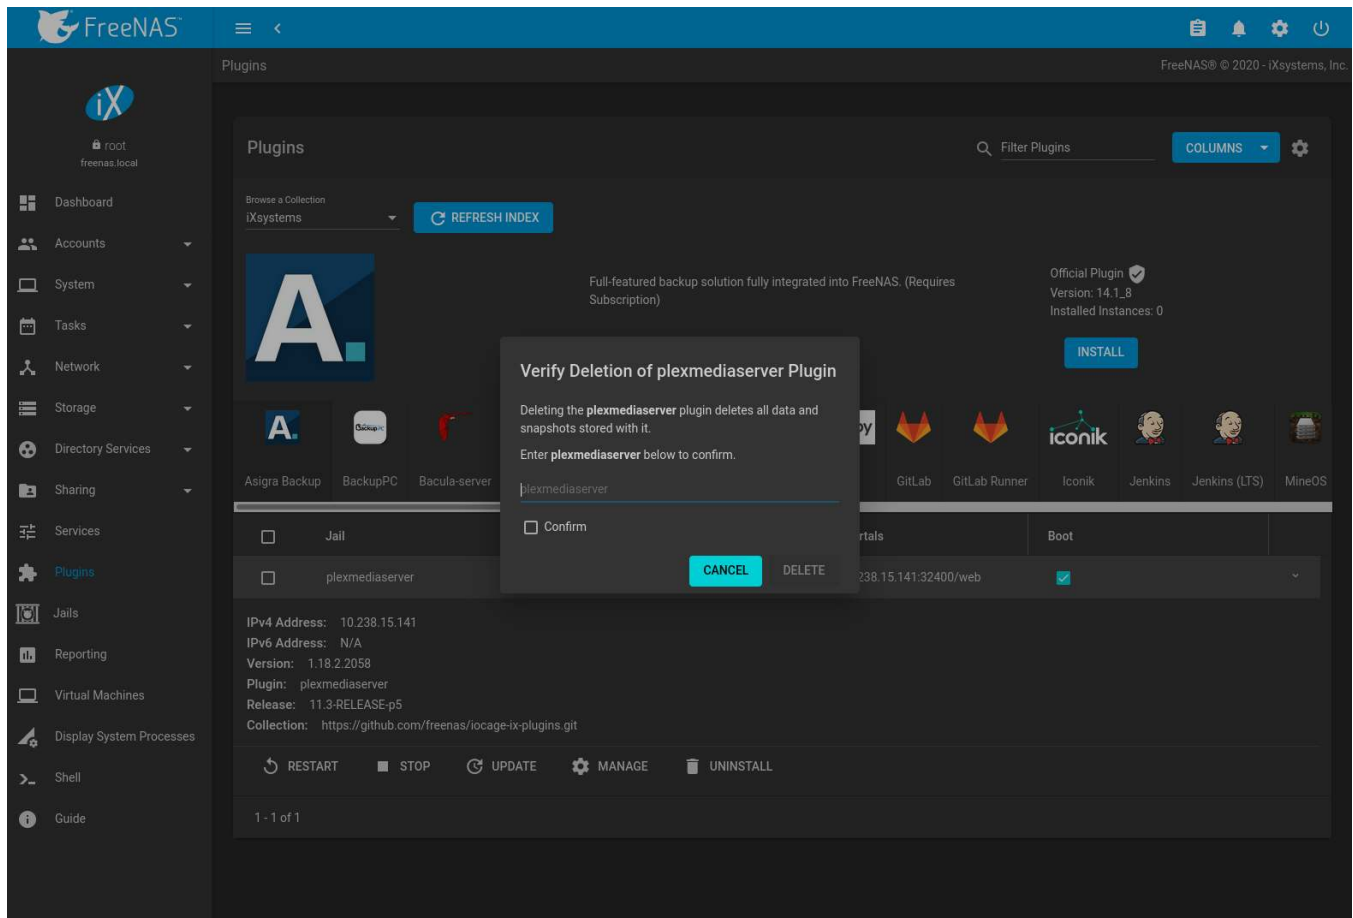 FreeNAS
Plugins
FreeNAS® © 2020 - iXsystems, Inc.
iX
root
freenas.local
Dashboard
Accounts
System
Tasks
Network
Storage
Directory Services
Sharing
Services
Plugins
Jails
Reporting
Virtual Machines
Display System Processes
Shell
Guide
Plugins
Filter Plugins
COLUMNS
Browse a Collection
iXsystems
REFRESH INDEX
A.
Full-featured backup solution fully integrated into FreeNAS. (Requires
Subscription)
Official Plugin
Version: 14.1_8
Installed Instances: 0
INSTALL
Verify Deletion of plexmediaserver Plugin
Deleting the plexmediaserver plugin deletes all data and
snapshots stored with it.
Enter plexmediaserver below to confirm.
plexmediaserver
Confirm
CANCEL
DELETE
A.
BackupPC
iconik
Asigra Backup
BackupPC
Bacula-server
GitLab
GitLab Runner
Iconik
Jenkins
Jenkins (LTS)
MineOS
Jail
rtals
Boot
plexmediaserver
238.15.141:32400/web
IPv4 Address: 10.238.15.141
IPv6 Address: N/A
Version: 1.18.2.2058
Plugin: plexmediaserver
Release: 11.3-RELEASE-p5
Collection: https://github.com/freenas/iocage-ix-plugins.git
RESTART
STOP
UPDATE
MANAGE
UNINSTALL
1 - 1 of 1